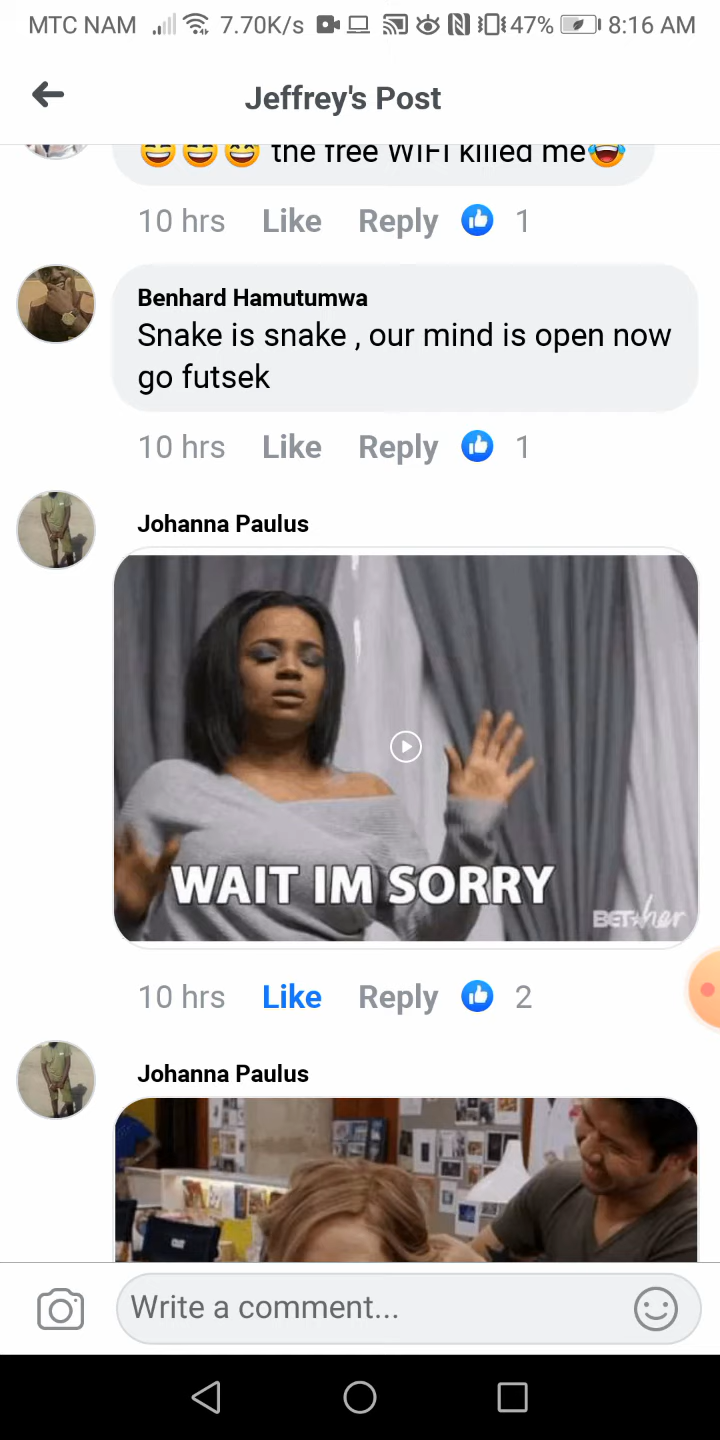 MTC NAM 7.70K/s 47% 8:16 AM
Jeffrey's Post
😄😄😄 the free WIFI killed me😂
10 hrs Like Reply 1
Benhard Hamutumwa
Snake is snake , our mind is open now
go futsek
10 hrs Like Reply 1
Johanna Paulus
WAIT IM SORRY
BET her
10 hrs Like Reply 2
Johanna Paulus
Write a comment...